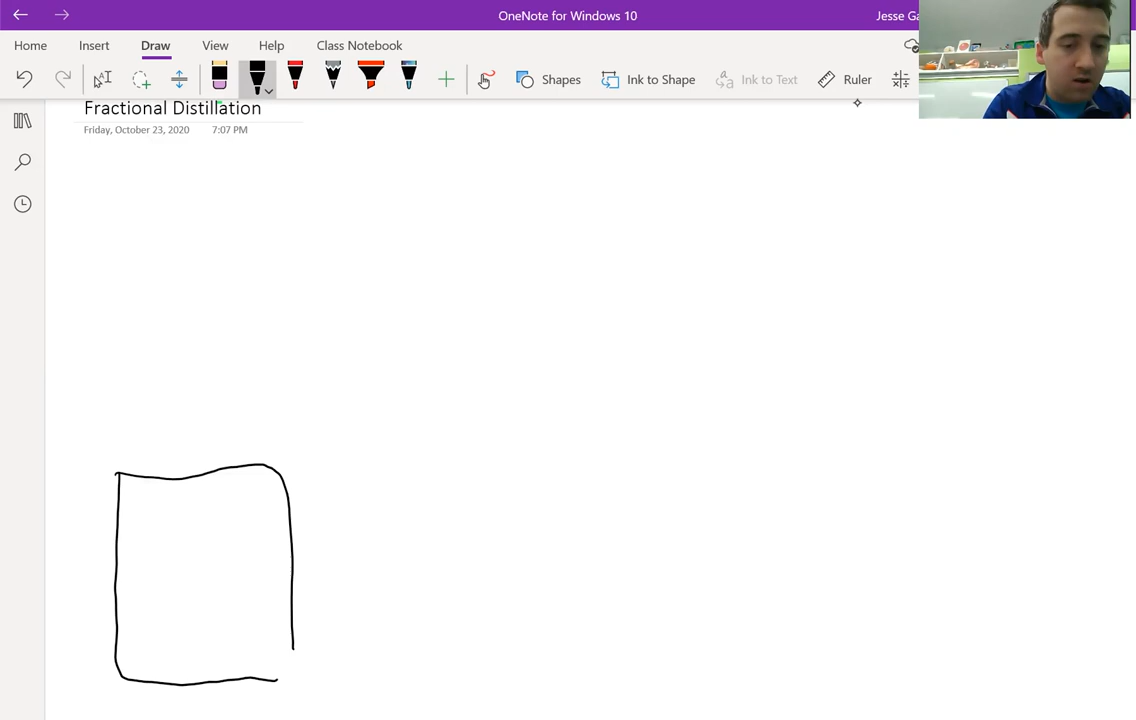 OneNote for Windows 10
Jesse Ga
Home Insert Draw View Help Class Notebook
Shapes Ink to Shape Ink to Text Ruler
Fractional Distillation
Friday, October 23, 2020 7:07 PM